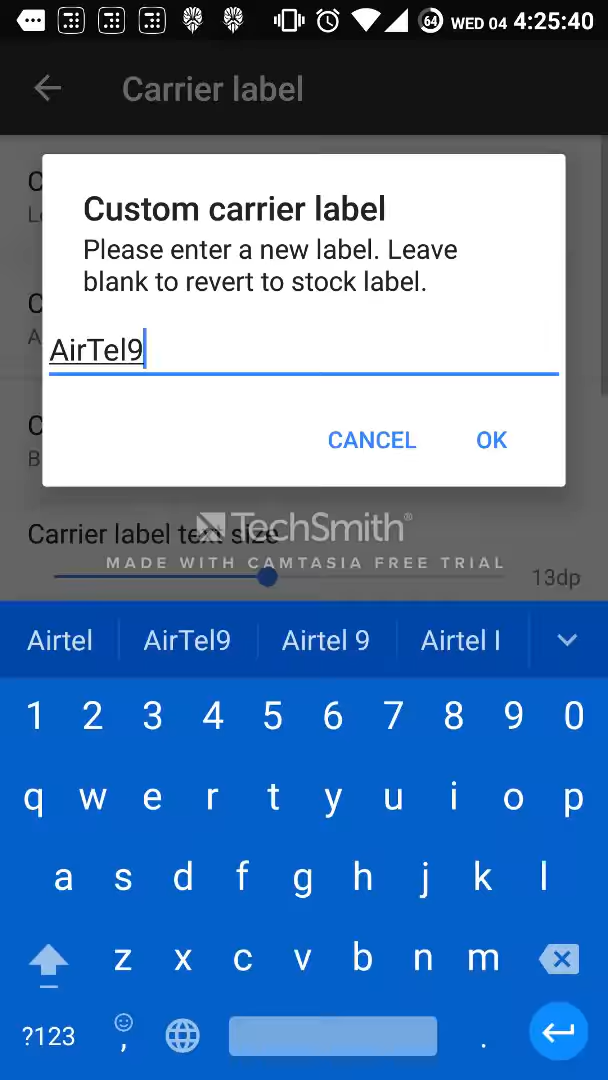 64 WED 04 4:25:40
Carrier label
C
L
Custom carrier label
Please enter a new label. Leave
blank to revert to stock label.
C
A
AirTel9
C
B
CANCEL OK
TechSmith®
Carrier label text size
MADE WITH CAMTASIA FREE TRIAL
13dp
Airtel AirTel9 Airtel 9 Airtel I
1 2 3 4 5 6 7 8 9 0
q w e r t y u i o p
a s d f g h j k l
z x c v b n m
?123 , .